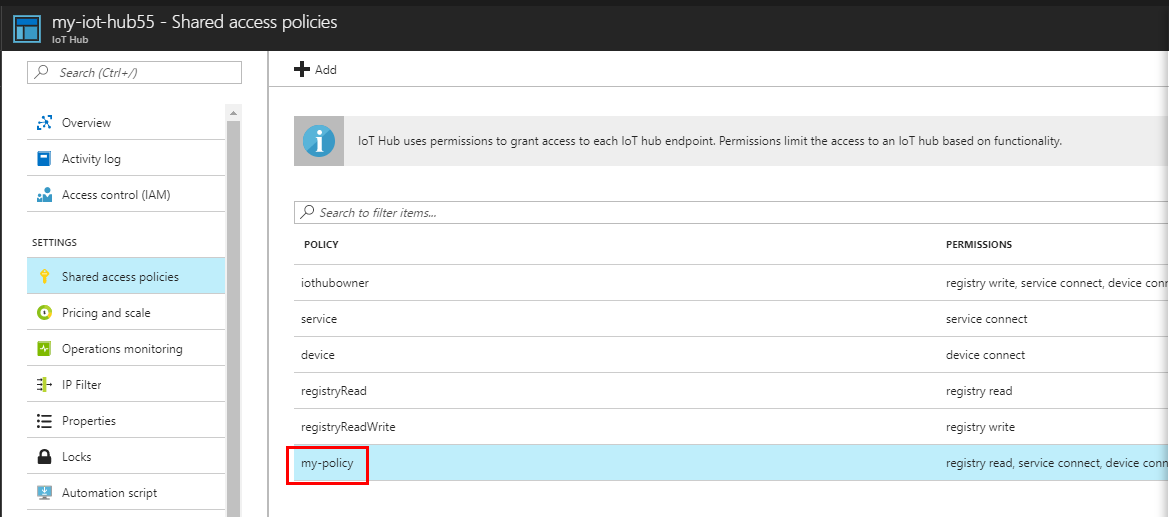 my-iot-hub55 - Shared access policies
IoT Hub
Search (Ctrl+/)
Overview
Activity log
Access control (IAM)
SETTINGS
Shared access policies
Pricing and scale
Operations monitoring
IP Filter
Properties
Locks
Automation script
Add
IoT Hub uses permissions to grant access to each IoT hub endpoint. Permissions limit the access to an IoT hub based on functionality.
Search to filter items...
POLICY PERMISSIONS
iothubowner registry write, service connect, device conn
service service connect
device device connect
registryRead registry read
registryReadWrite registry write
my-policy registry read, service connect, device conn